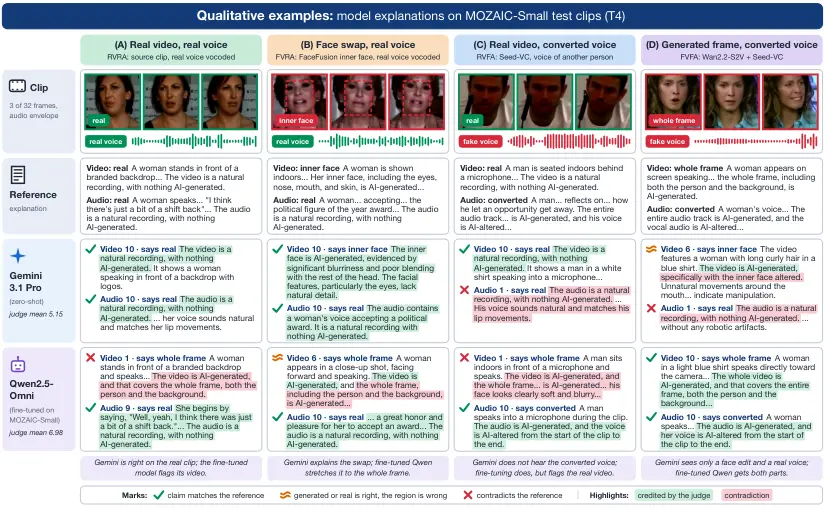 Qualitative examples: model explanations on MOZAIC-Small test clips (T4)
(A) Real video, real voice
RVRA: source clip, real voice vocoded
(B) Face swap, real voice
FVRA: FaceFusion inner face, real voice vocoded
(C) Real video, converted voice
RVFA: Seed-VC, voice of another person
(D) Generated frame, converted voice
FVFA: Wan2.2-S2V + Seed-VC
Clip
3 of 32 frames,
audio envelope
real
real voice
inner face
real voice
real
fake voice
whole frame
fake voice
Reference
explanation
Video: real A woman stands in front of a
branded backdrop... The video is a natural
recording, with nothing AI-generated.
Audio: real A woman speaks... "I think
there's just a bit of a shift back"... The audio
is a natural recording, with nothing
AI-generated.
Video: inner face A woman is shown
indoors... Her inner face, including the eyes,
nose, mouth, and skin, is AI-generated...
Audio: real A woman... accepting... the
political figure of the year award... The audio
is a natural recording, with nothing
AI-generated.
Video: real A man is seated indoors behind
a microphone... The video is a natural
recording, with nothing AI-generated.
Audio: converted A man... reflects on... how
he let an opportunity get away. The entire
audio track... is AI-generated, and his voice
is AI-altered...
Video: whole frame A woman appears on
screen speaking... the whole frame, including
both the person and the background, is
AI-generated.
Audio: converted A woman's voice... The
entire audio track is AI-generated, and the
vocal audio is AI-altered...
Gemini
3.1 Pro
(zero-shot)
judge mean 5.15
Video 10 · says real The video is a
natural recording, with nothing
AI-generated. It shows a woman
speaking in front of a backdrop with
logos.
Audio 10 · says real The audio is a
natural recording, with nothing
AI-generated. ... her voice sounds natural
and matches her lip movements.
Video 10 · says inner face The inner
face is AI-generated, evidenced by
significant blurriness and poor blending
with the rest of the head. The facial
features, particularly the eyes, lack
natural detail.
Audio 10 · says real The audio contains
a woman's voice accepting a political
award. It is a natural recording with
nothing AI-generated.
Video 10 · says real The video is a
natural recording, with nothing
AI-generated. It shows a man in a white
shirt speaking into a microphone...
Audio 1 · says real The audio is a natural
recording, with nothing AI-generated. ...
His voice sounds natural and matches his
lip movements.
Video 6 · says inner face The video
features a woman with long curly hair in a
blue shirt. The video is AI-generated,
specifically with the inner face altered.
Unnatural movements around the
mouth... indicate manipulation.
Audio 1 · says real The audio is a natural
recording, with nothing AI-generated. ...
without any robotic artifacts.
Qwen2.5-
Omni
(fine-tuned on
MOZAIC-Small)
judge mean 6.98
Video 1 · says whole frame A woman
stands in front of a branded backdrop
and speaks... The video is AI-generated,
and that covers the whole frame, both the
person and the background.
Audio 9 · says real She begins by
saying, "Well, yeah, I think there was just
a bit of a shift back."... The audio is a
natural recording, with nothing
AI-generated.
Video 6 · says whole frame A woman
appears in a close-up shot, facing
forward and speaking. The video is
AI-generated, and the whole frame,
including the person and the background,
is AI-generated...
Audio 10 · says real ... a great honor and
pleasure for her to accept an award... The
audio is a natural recording, with nothing
AI-generated.
Video 1 · says whole frame A man sits
indoors in front of a microphone and
speaks. The video is AI-generated, and
the whole frame... is AI-generated... his
face looks clearly soft and blurry...
Audio 10 · says converted A man
speaks into a microphone during the clip.
The audio is AI-generated, and the voice
is AI-altered from the start of the clip to
the end.
Video 10 · says whole frame A woman
in a light blue shirt speaks directly toward
the camera... The whole video is
AI-generated, and that covers the entire
frame, both the person and the
background...
Audio 10 · says converted A woman
speaks... The audio is AI-generated, and
her voice is AI-altered from the start of
the clip to the end.
Gemini is right on the real clip; the fine-tuned
model flags its video.
Gemini explains the swap; fine-tuned Qwen
stretches it to the whole frame.
Gemini does not hear the converted voice;
fine-tuning does, but flags the real video.
Gemini sees only a face edit and a real voice;
fine-tuned Qwen gets both parts.
Marks: claim matches the reference generated or real is right, the region is wrong contradicts the reference Highlights: credited by the judge contradiction